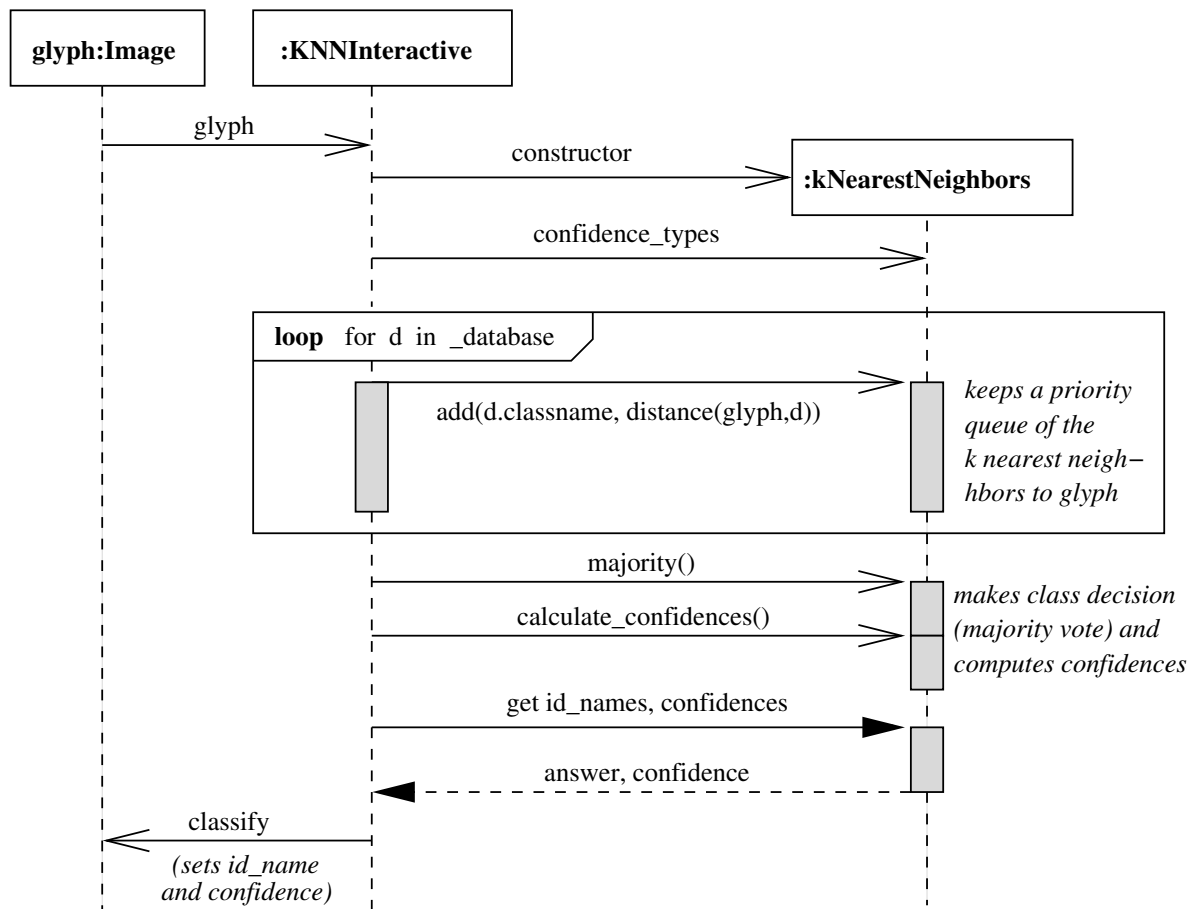 glyph:Image
:KNNInteractive
glyph
constructor
:kNearestNeighbors
confidence_types
loop for d in _database
add(d.classname, distance(glyph,d))
keeps a priority
queue of the
k nearest neigh−
hbors to glyph
majority()
calculate_confidences()
makes class decision
(majority vote) and
computes confidences
get id_names, confidences
answer, confidence
classify
(sets id_name
and confidence)